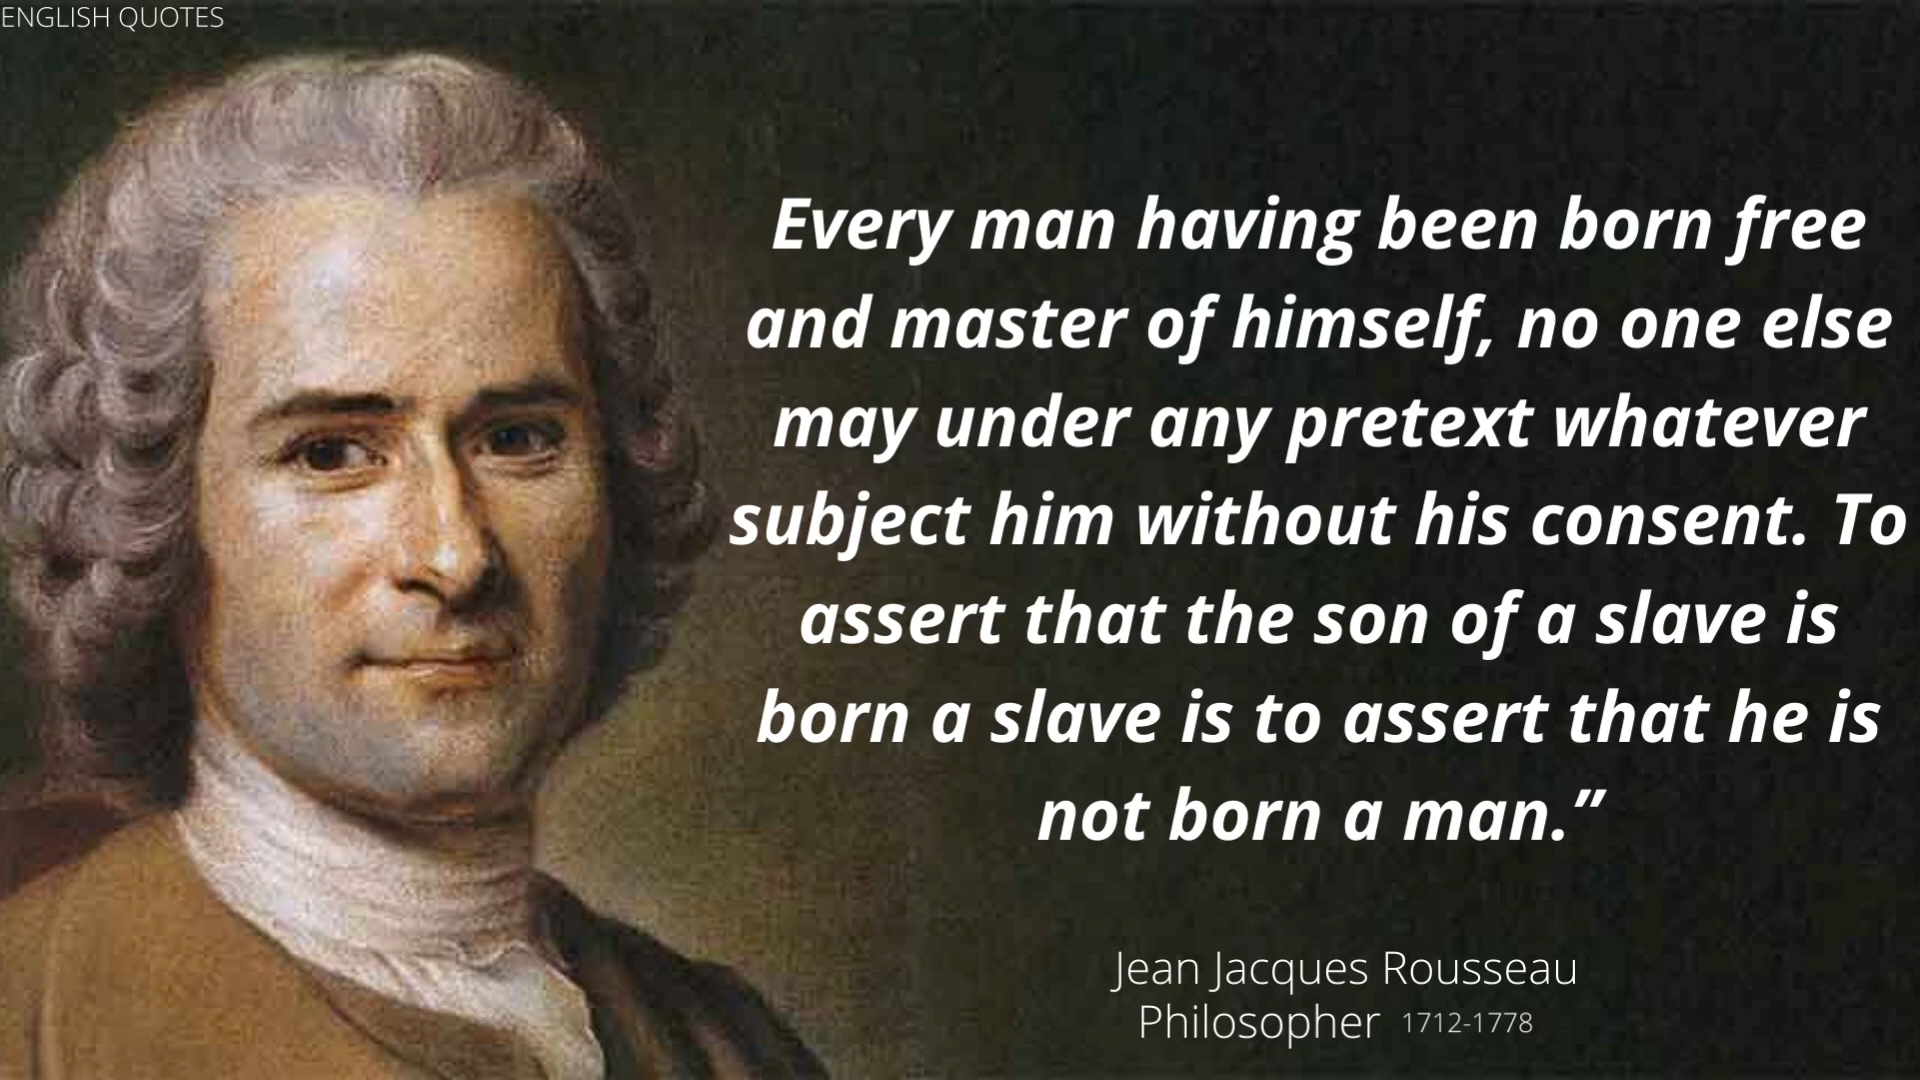 ENGLISH QUOTES
Every man having been born free
and master of himself, no one else
may under any pretext whatever
subject him without his consent. To
assert that the son of a slave is
born a slave is to assert that he is
not born a man.”
Jean Jacques Rousseau
Philosopher 1712-1778